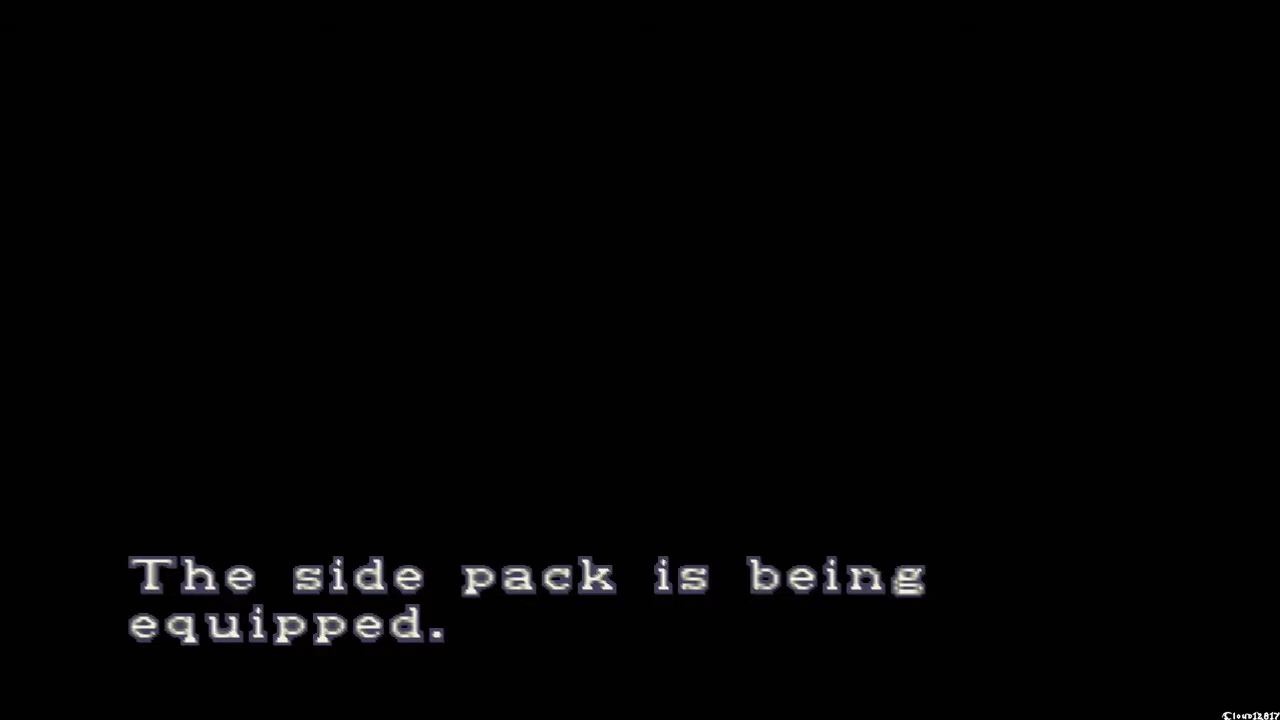 The side pack is being
equipped.